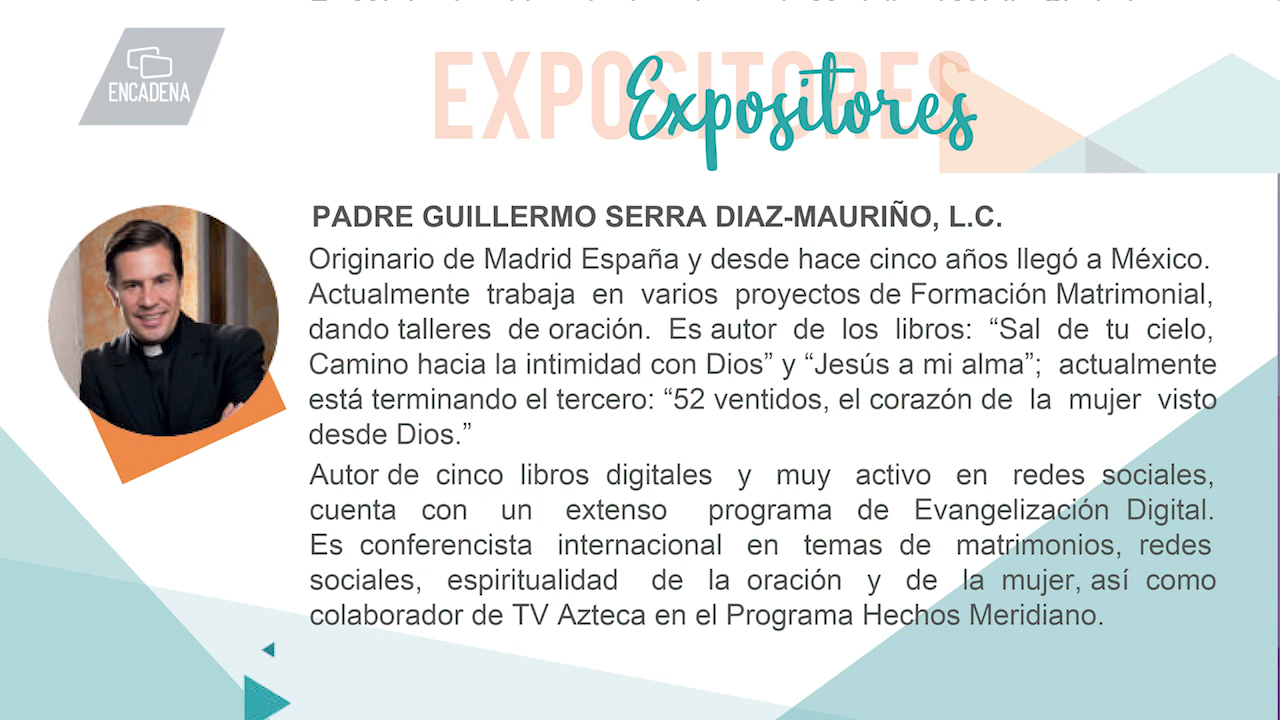 ENCADENA
EXPOSITORES
Expositores
PADRE GUILLERMO SERRA DIAZ-MAURIÑO, L.C.
Originario de Madrid España y desde hace cinco años llegó a México.
Actualmente trabaja en varios proyectos de Formación Matrimonial,
dando talleres de oración. Es autor de los libros: “Sal de tu cielo,
Camino hacia la intimidad con Dios” y “Jesús a mi alma”; actualmente
está terminando el tercero: “52 ventidos, el corazón de la mujer visto
desde Dios.”
Autor de cinco libros digitales y muy activo en redes sociales,
cuenta con un extenso programa de Evangelización Digital.
Es conferencista internacional en temas de matrimonios, redes
sociales, espiritualidad de la oración y de la mujer, así como
colaborador de TV Azteca en el Programa Hechos Meridiano.